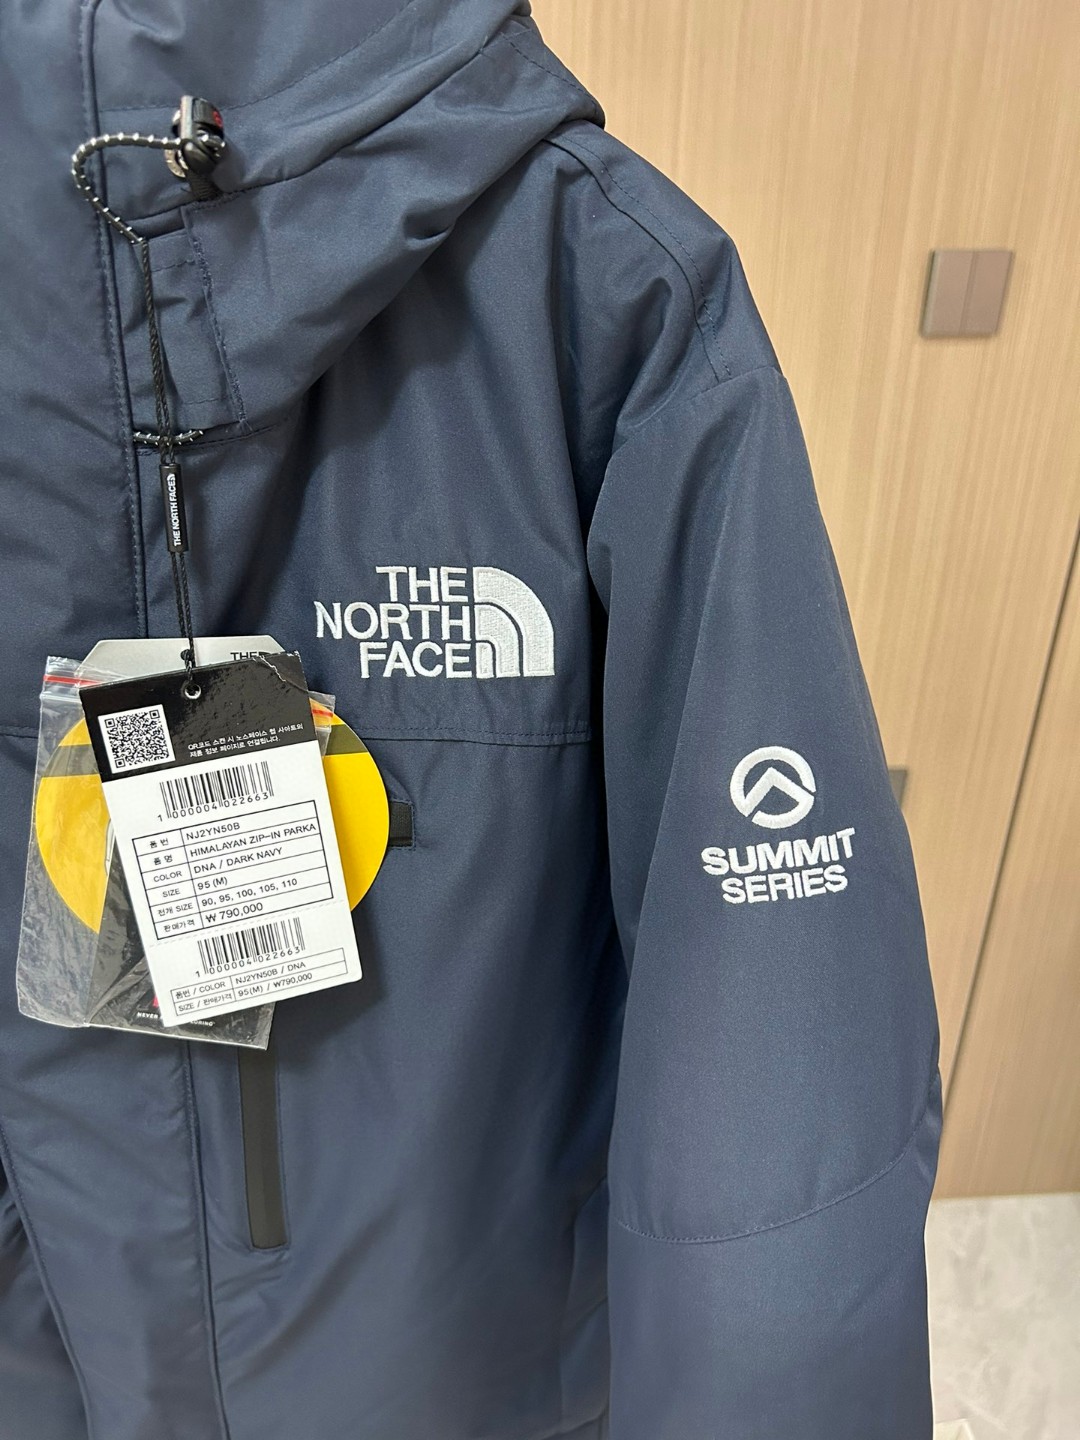 THE NORTH FACE
THE
NORTH
FACE
SUMMIT
SERIES
THE
QR코드 스캔 시 노스페이스 웹 사이트의
제품 정보 페이지로 연결됩니다.
1 000004 022663
품 번 NJ2YN50B
품 명 HIMALAYAN ZIP-IN PARKA
COLOR DNA / DARK NAVY
SIZE 95 (M)
전개 SIZE 90, 95, 100, 105, 110
판매가격 ₩ 790,000
1 000004 022663
품번 / COLOR NJ2YN50B / DNA
SIZE / 판매가격 95(M) / ₩790,000
NEVER